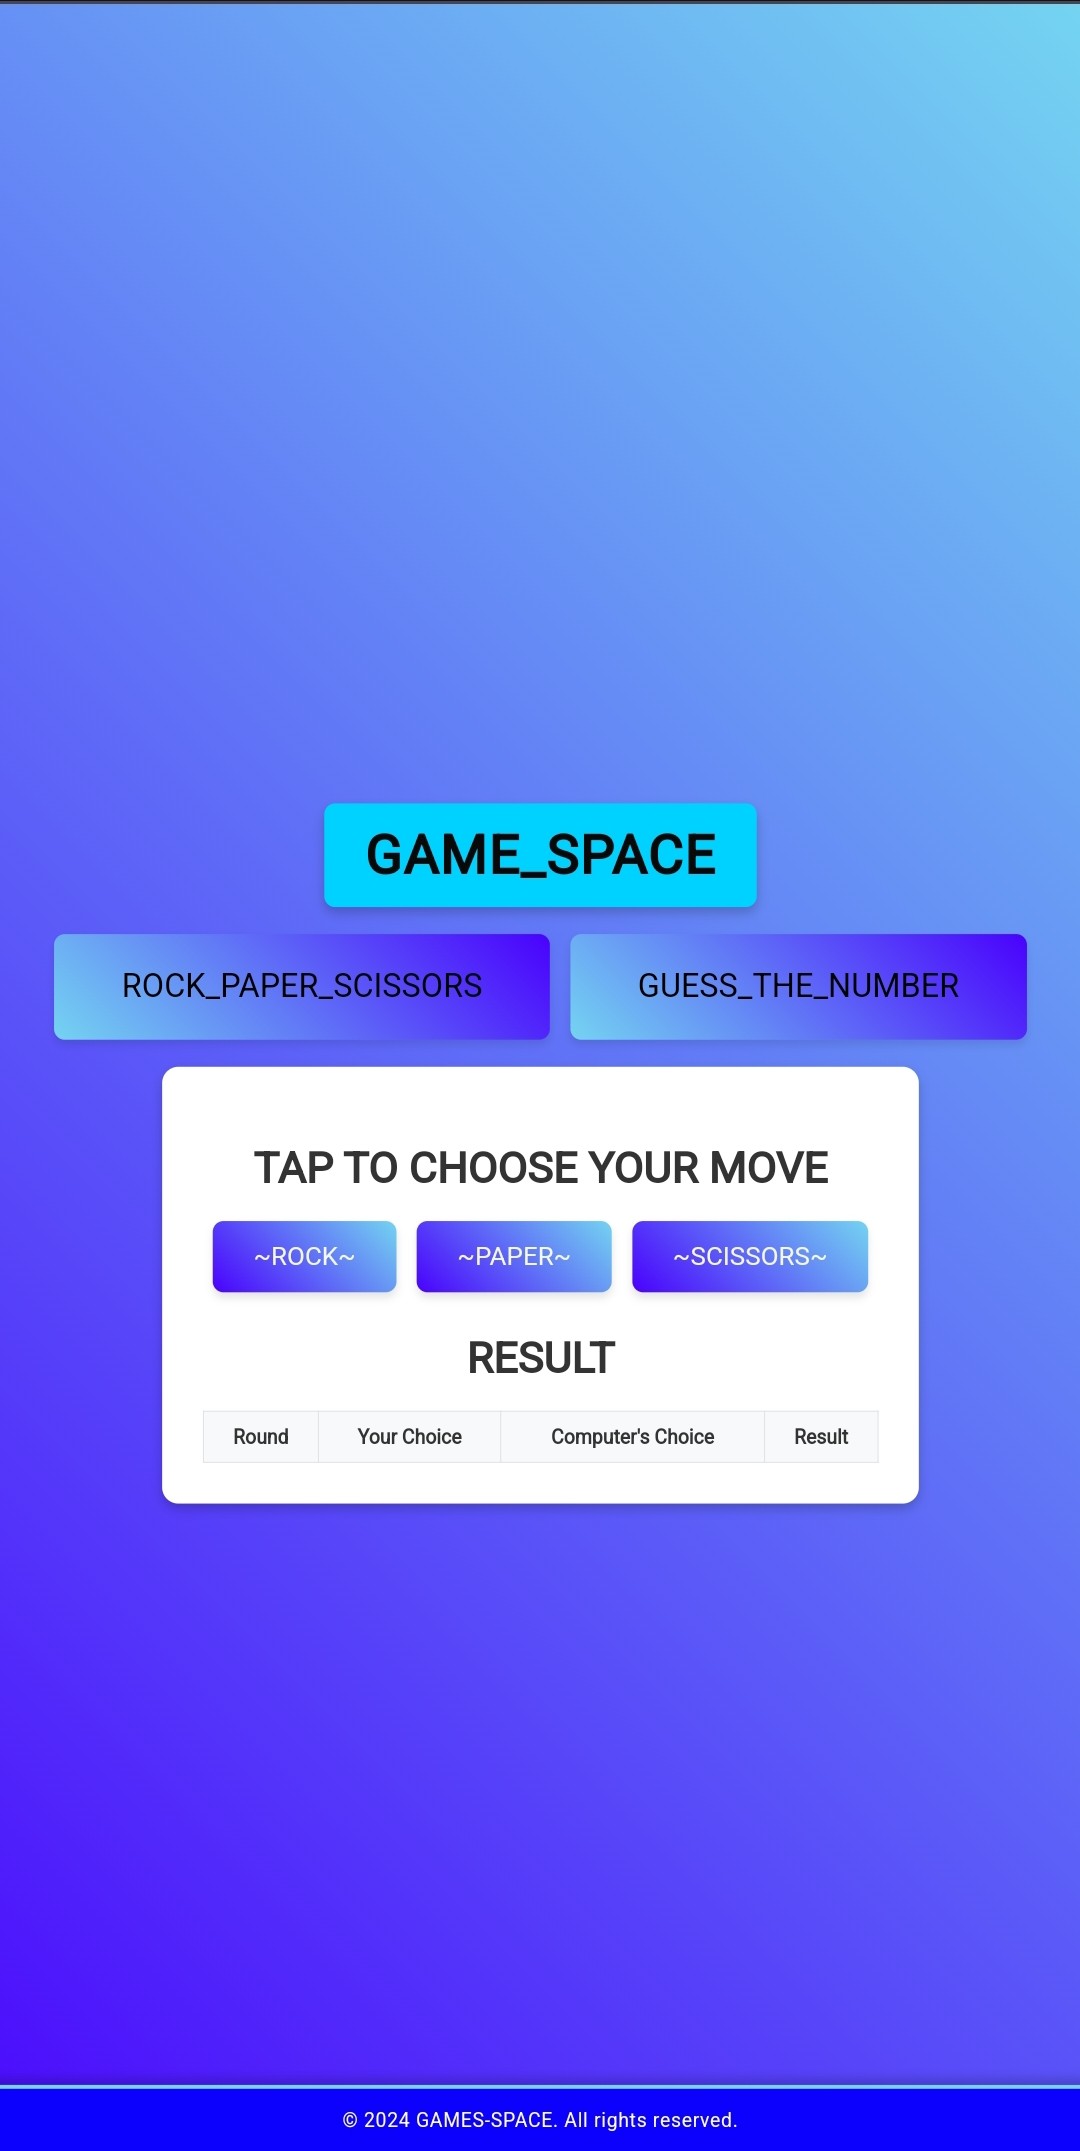 GAME_SPACE
ROCK_PAPER_SCISSORS GUESS_THE_NUMBER
TAP TO CHOOSE YOUR MOVE
~ROCK~ ~PAPER~ ~SCISSORS~
RESULT
Round Your Choice Computer's Choice Result
© 2024 GAMES-SPACE. All rights reserved.